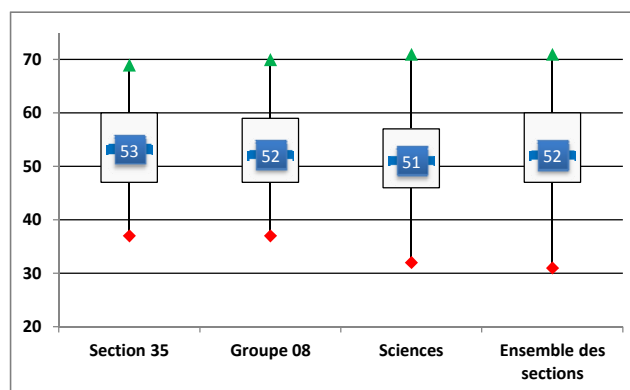 70
60
50
40
30
20
53
52
51
52
Section 35
Groupe 08
Sciences
Ensemble des
sections